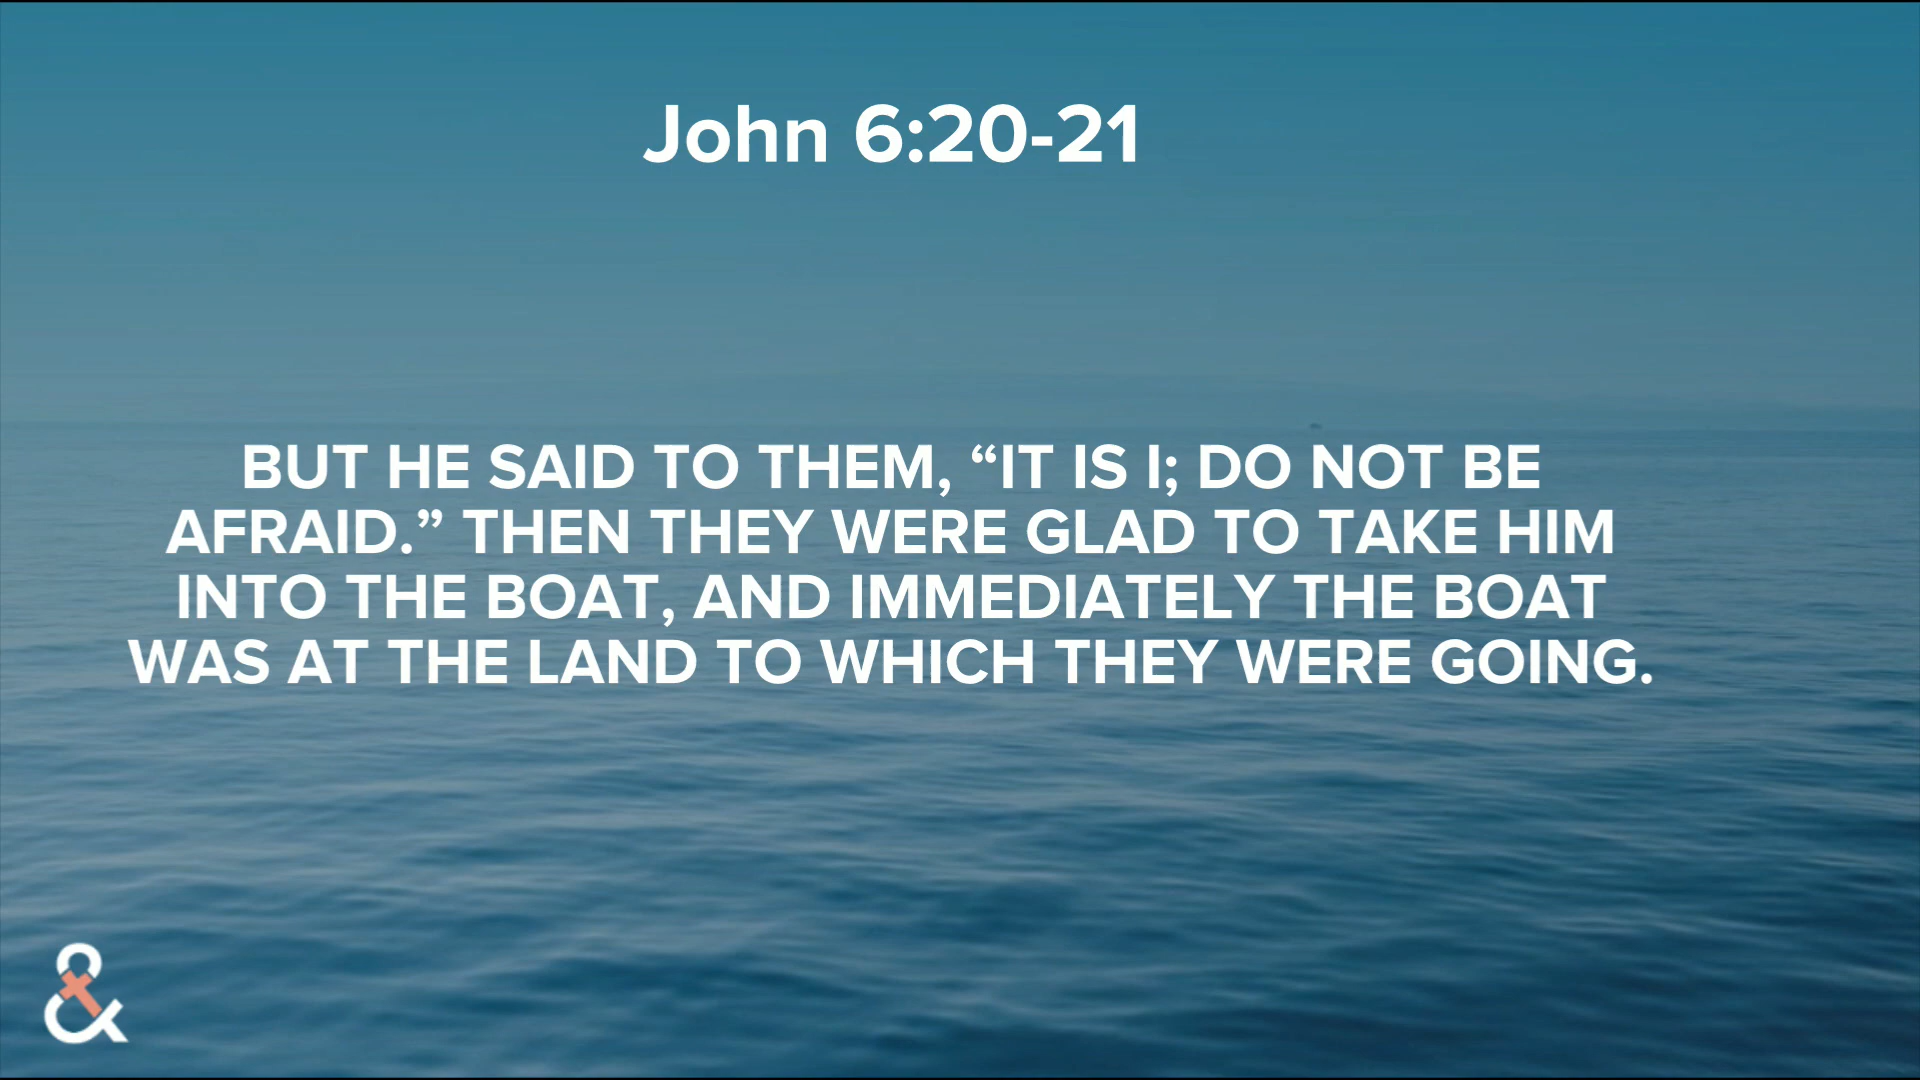 John 6:20-21
BUT HE SAID TO THEM, “IT IS I; DO NOT BE
AFRAID.” THEN THEY WERE GLAD TO TAKE HIM
INTO THE BOAT, AND IMMEDIATELY THE BOAT
WAS AT THE LAND TO WHICH THEY WERE GOING.
&